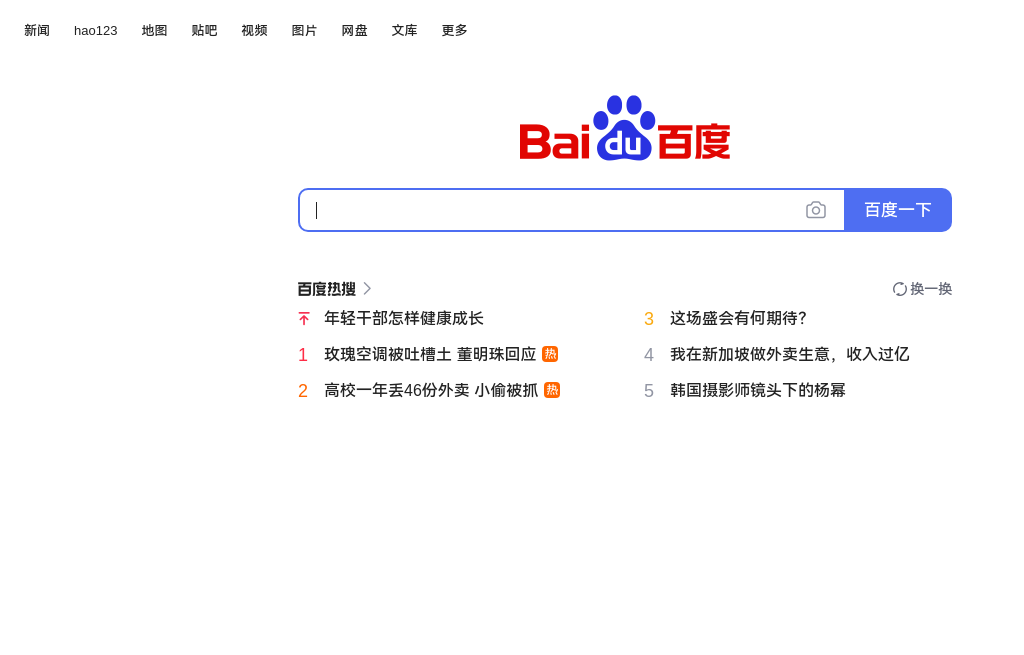 新闻 hao123 地图 贴吧 视频 图片 网盘 文库 更多
Bai du 百度
百度一下
百度热搜 换一换
年轻干部怎样健康成长
1 玫瑰空调被吐槽土 董明珠回应 热
2 高校一年丢46份外卖 小偷被抓 热
3 这场盛会有何期待?
4 我在新加坡做外卖生意，收入过亿
5 韩国摄影师镜头下的杨幂